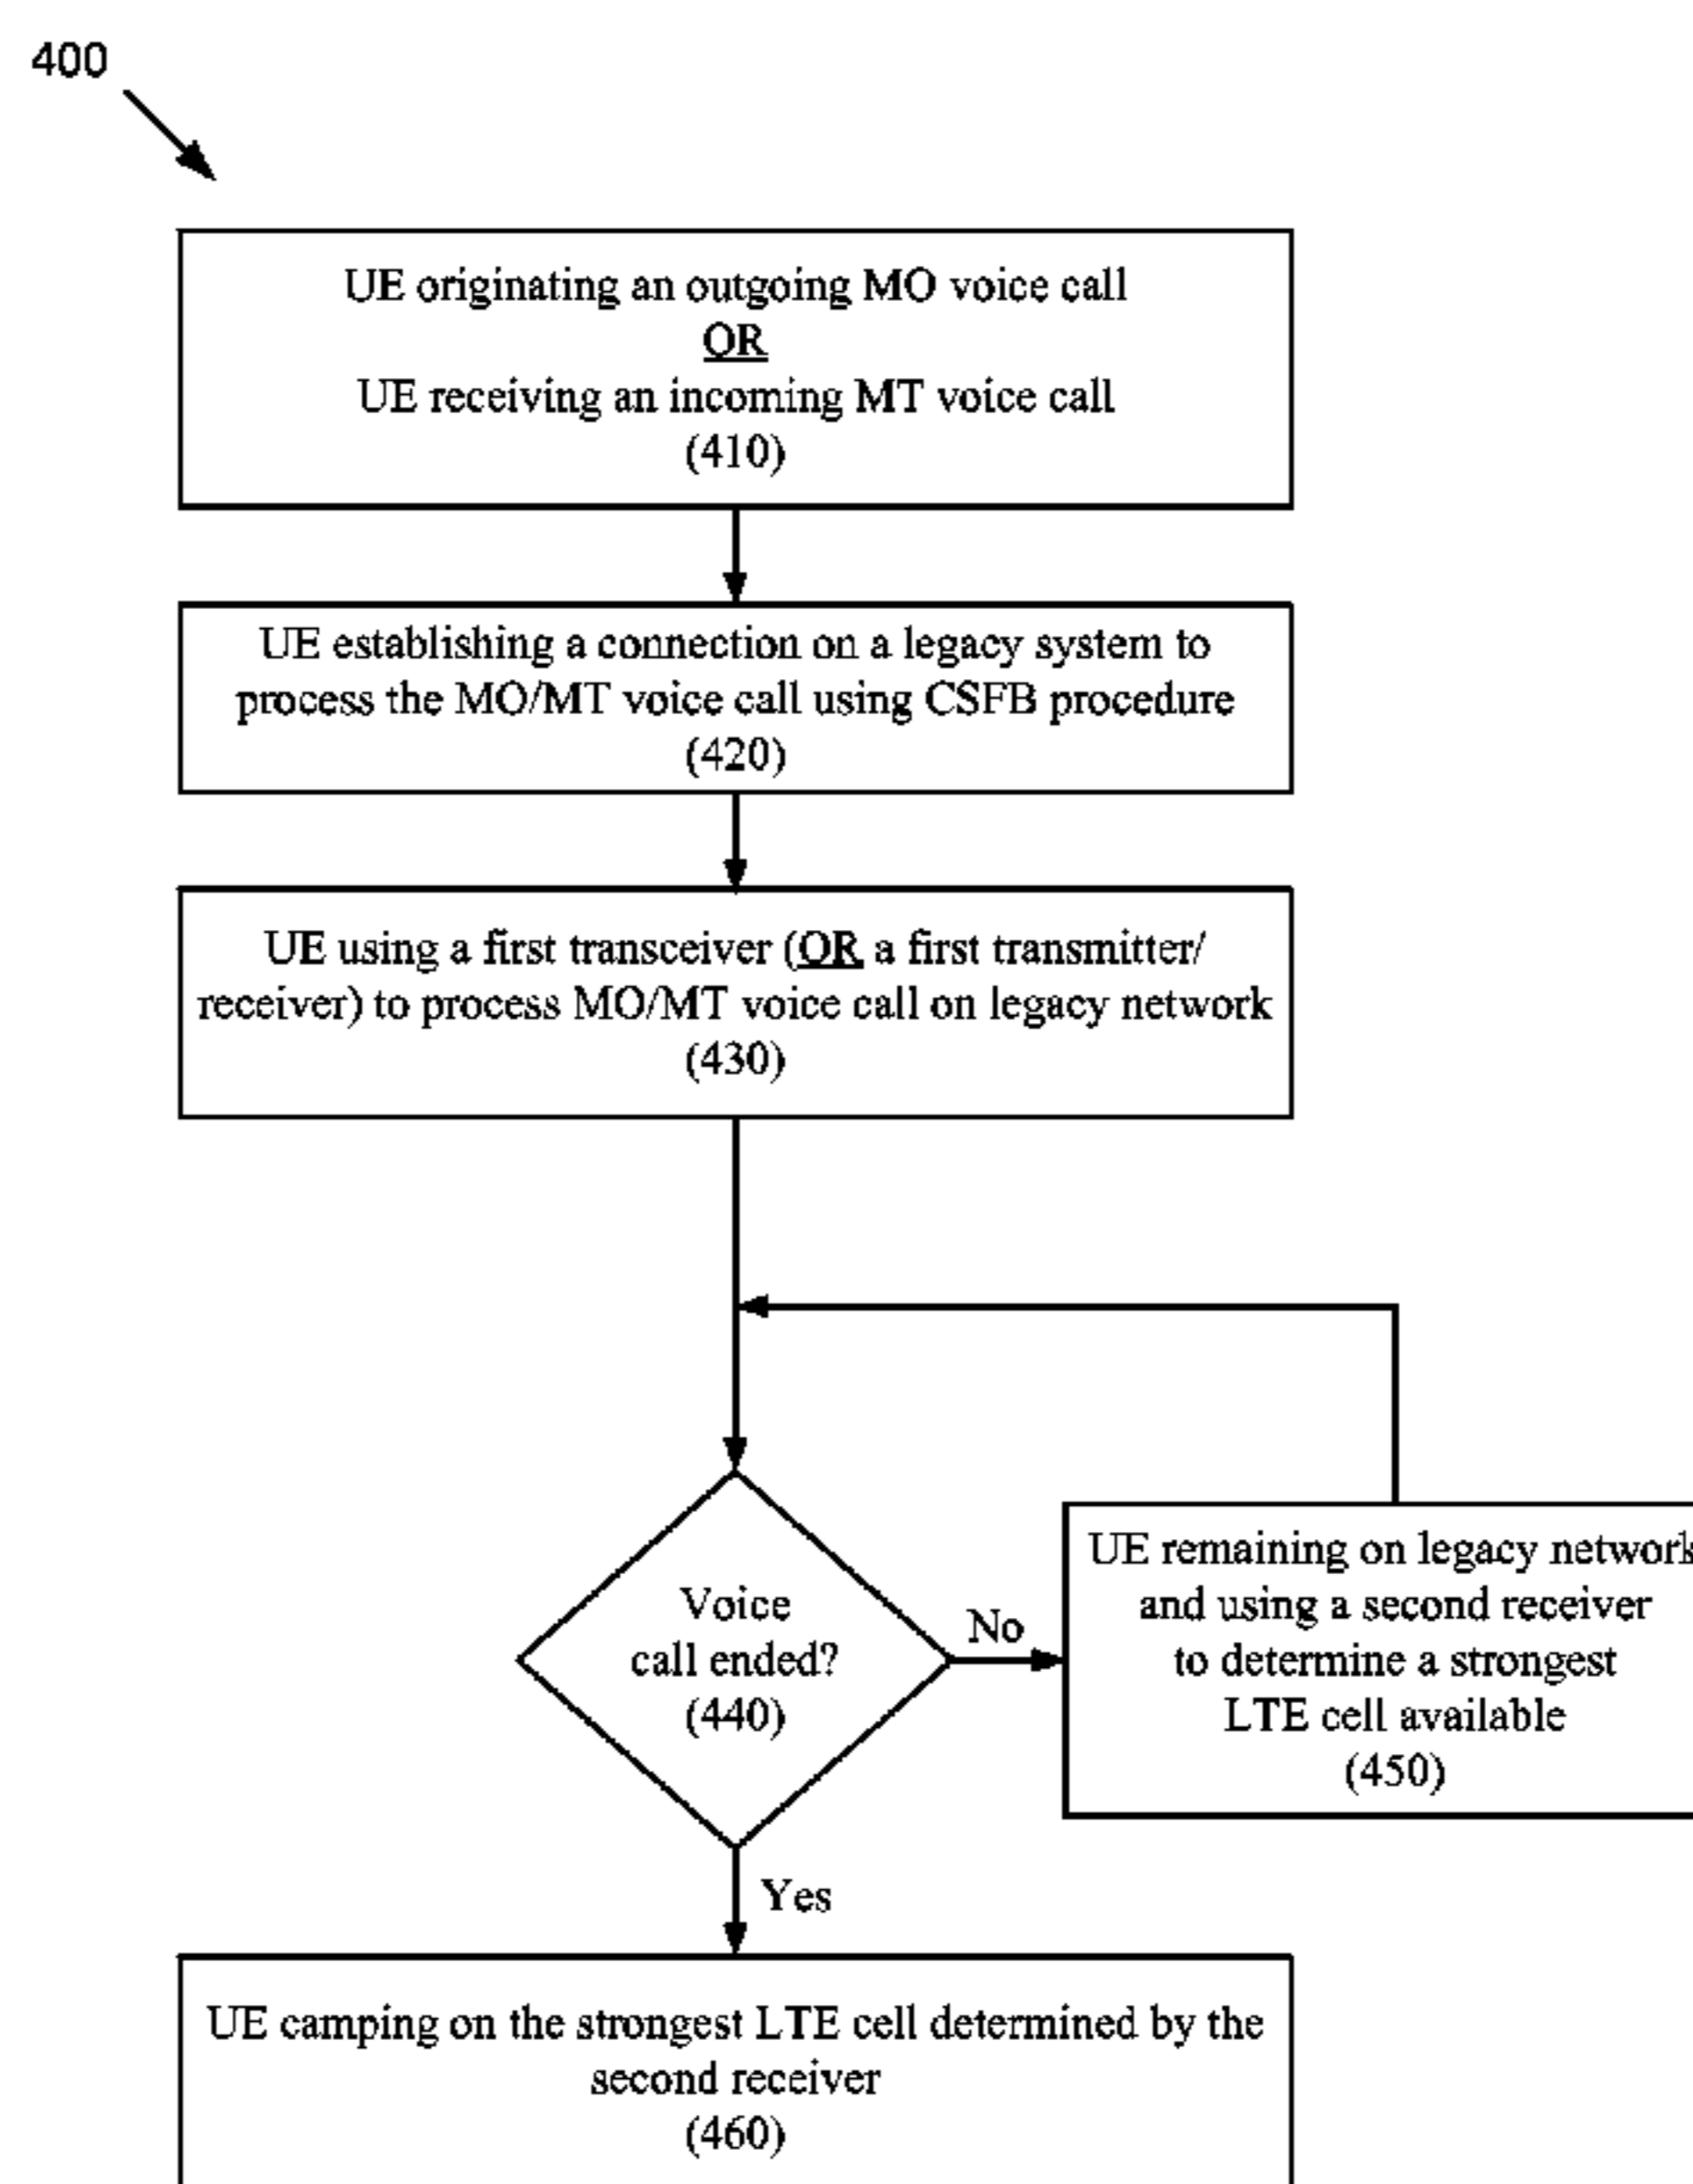 400
UE originating an outgoing MO voice call
OR
UE receiving an incoming MT voice call
(410)
UE establishing a connection on a legacy system to
process the MO/MT voice call using CSFB procedure
(420)
UE using a first transceiver (OR a first transmitter/
receiver) to process MO/MT voice call on legacy network
(430)
Voice
call ended?
(440)
No
UE remaining on legacy network
and using a second receiver
to determine a strongest
LTE cell available
(450)
Yes
UE camping on the strongest LTE cell determined by the
second receiver
(460)